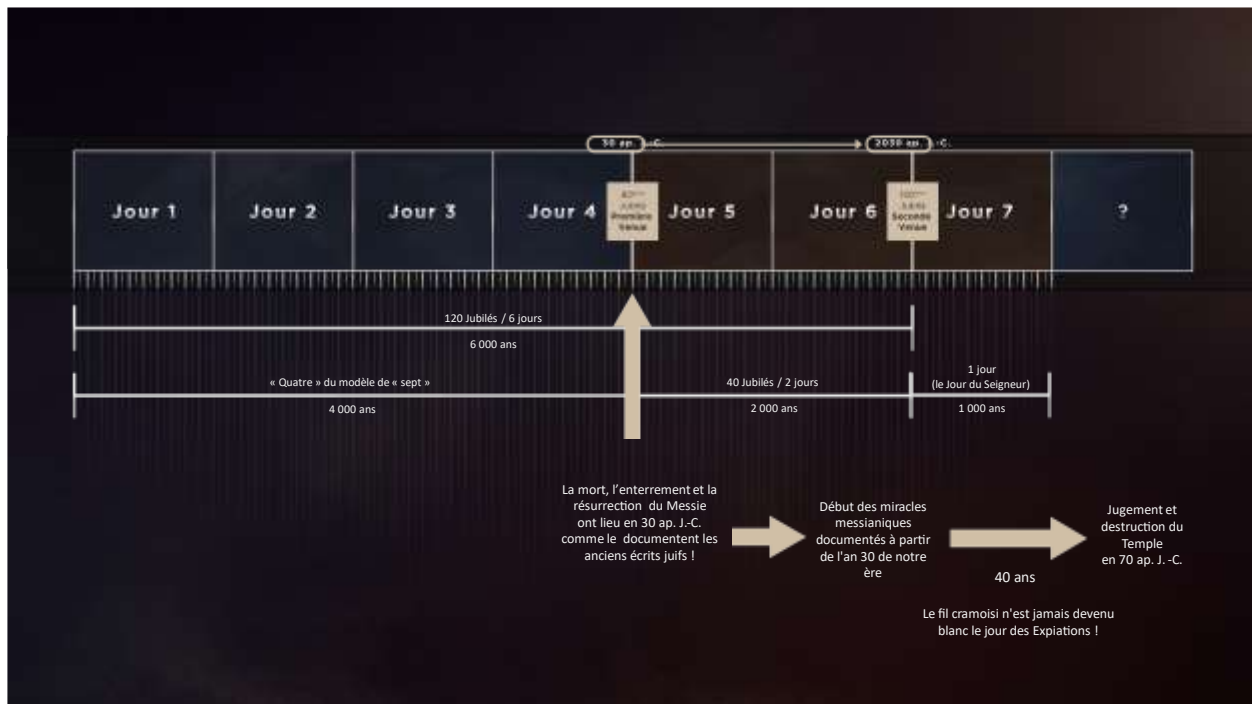 30 ap. J.-C.
2030 ap. J.-C.
Jour 1
Jour 2
Jour 3
Jour 4
Première
Venue
Jour 5
Jour 6
Seconde
Venue
Jour 7
?
120 Jubilés / 6 jours
6 000 ans
« Quatre » du modèle de « sept »
4 000 ans
40 Jubilés / 2 jours
2 000 ans
1 jour
(le Jour du Seigneur)
1 000 ans
La mort, l'enterrement et la
résurrection du Messie
ont lieu en 30 ap. J.-C.
comme le documentent les
anciens écrits juifs !
Début des miracles
messianiques
documentés à partir
de l'an 30 de notre
ère
40 ans
Jugement et
destruction du
Temple
en 70 ap. J. -C.
Le fil cramoisi n'est jamais devenu
blanc le jour des Expiations !